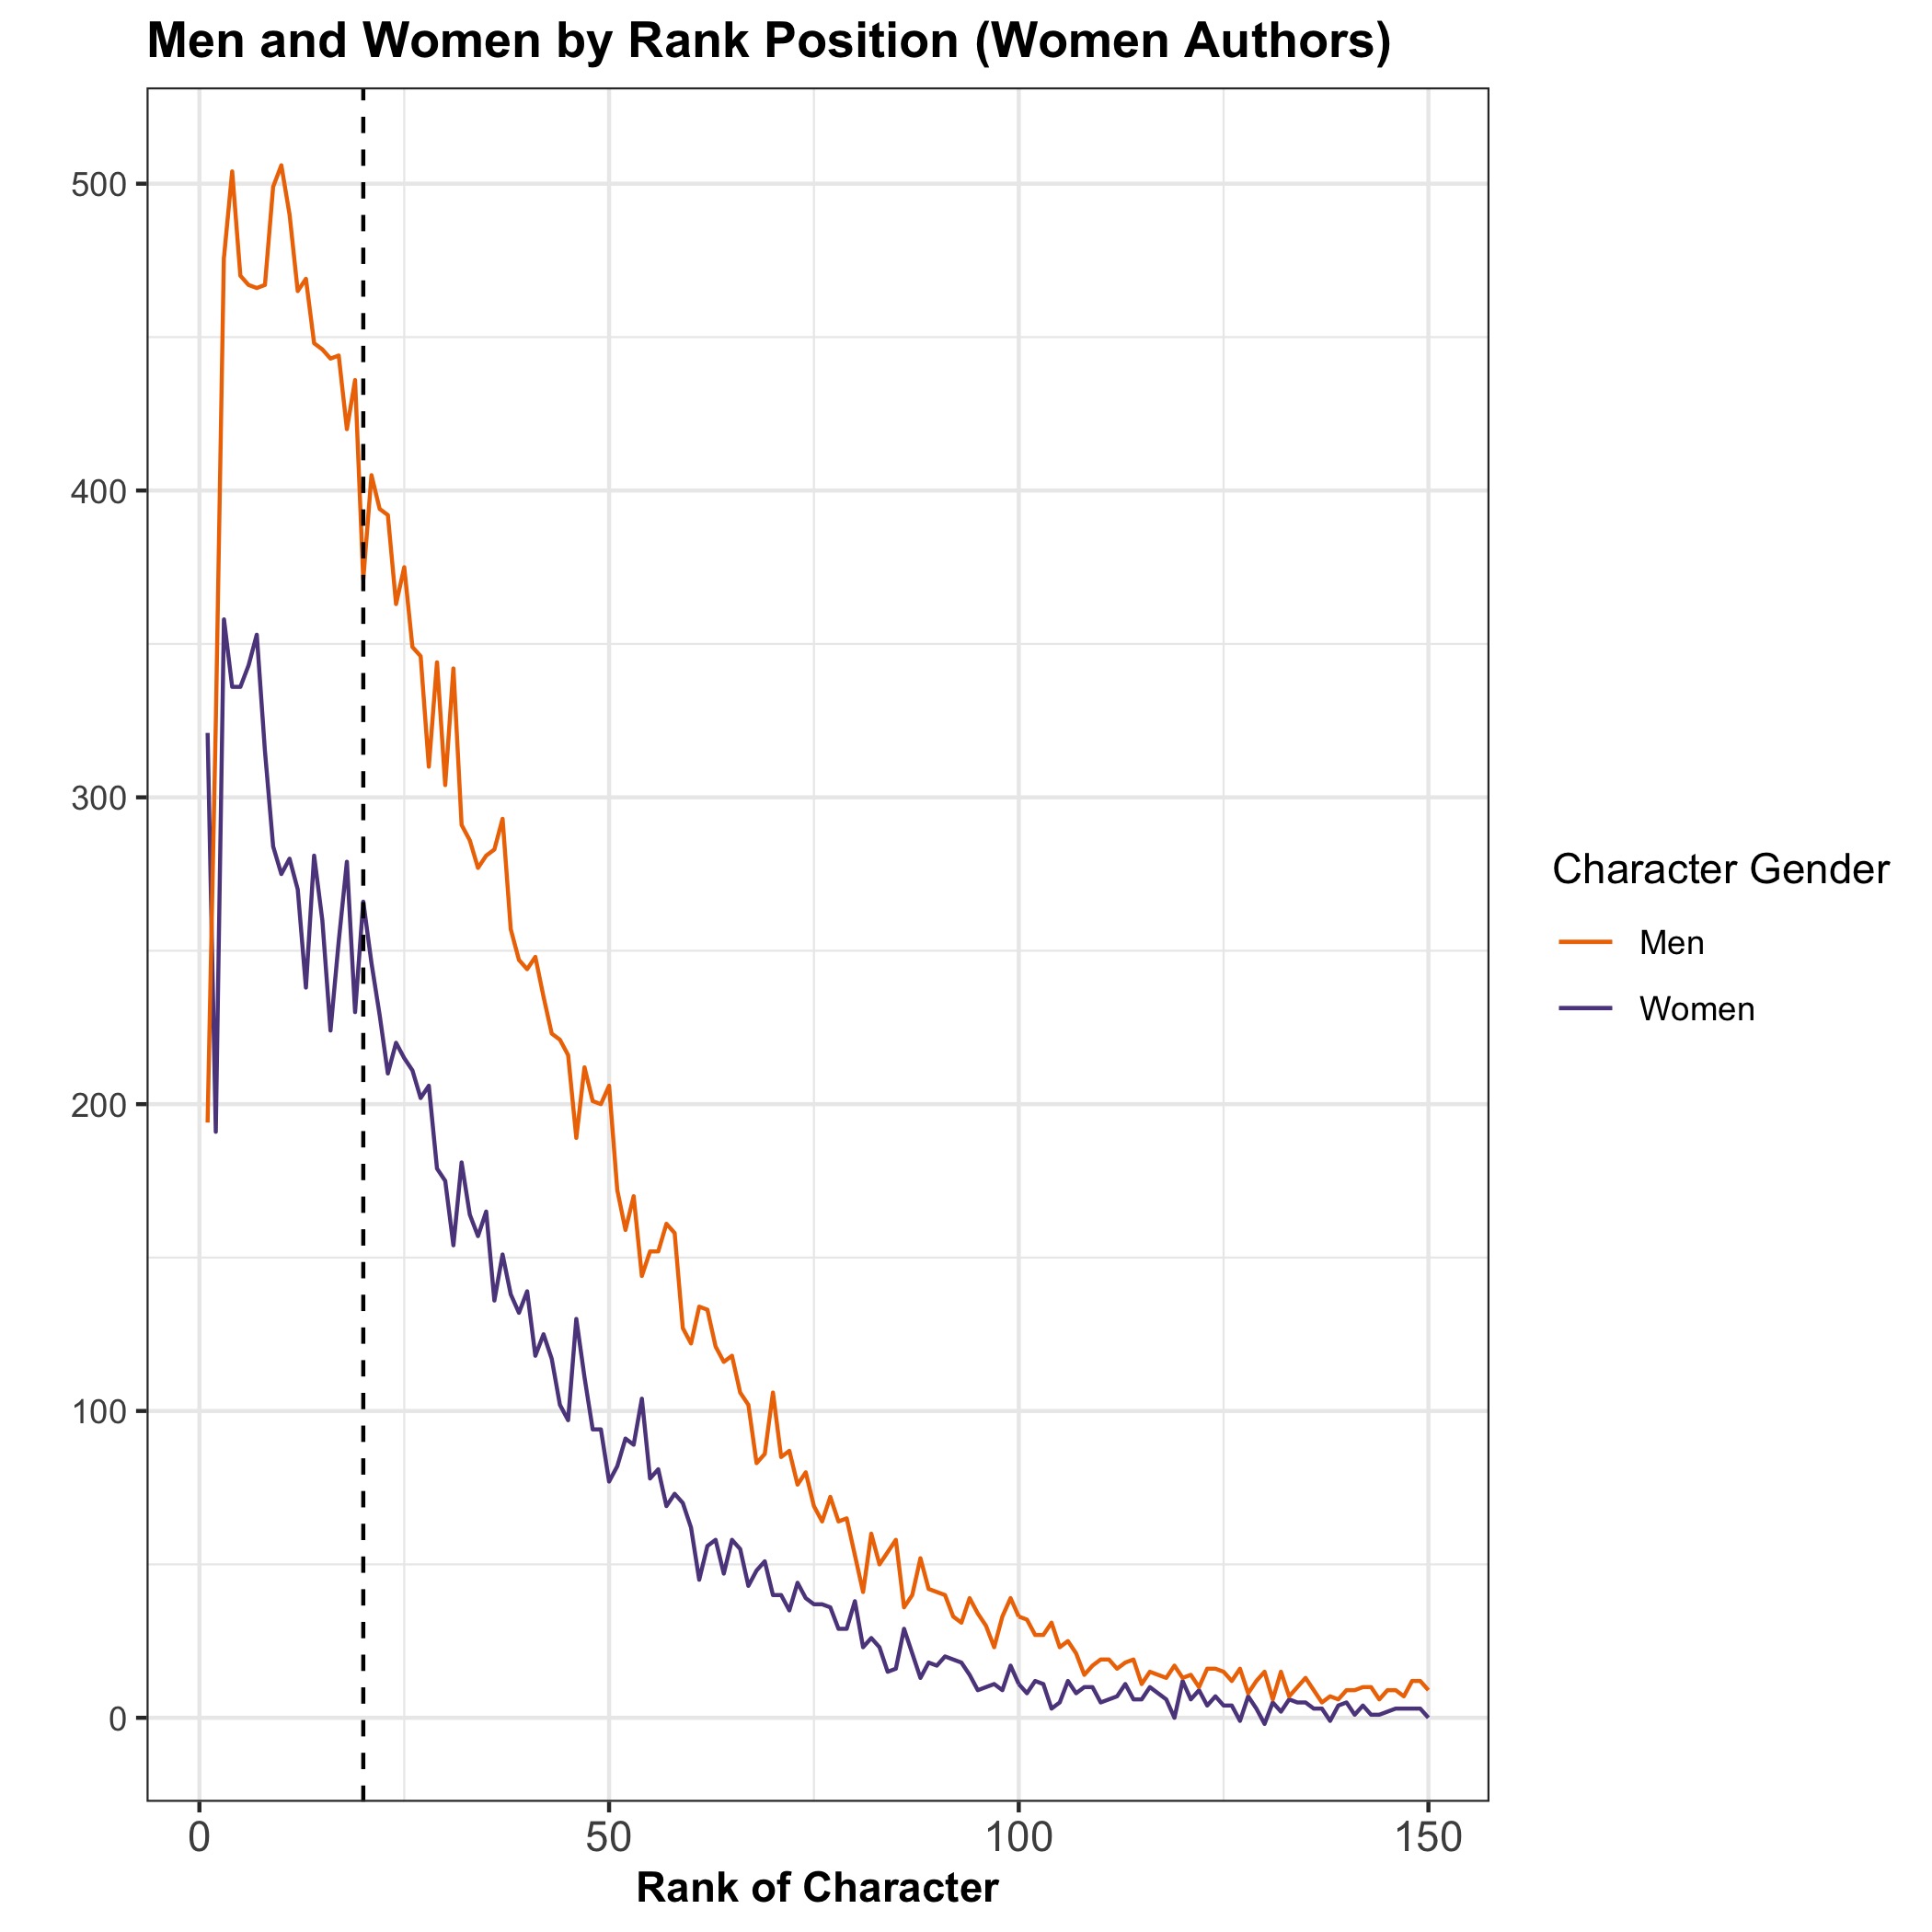 Men and Women by Rank Position (Women Authors)
500
400
300
200
100
0
0 50 100 150
Rank of Character
Character Gender
Men
Women